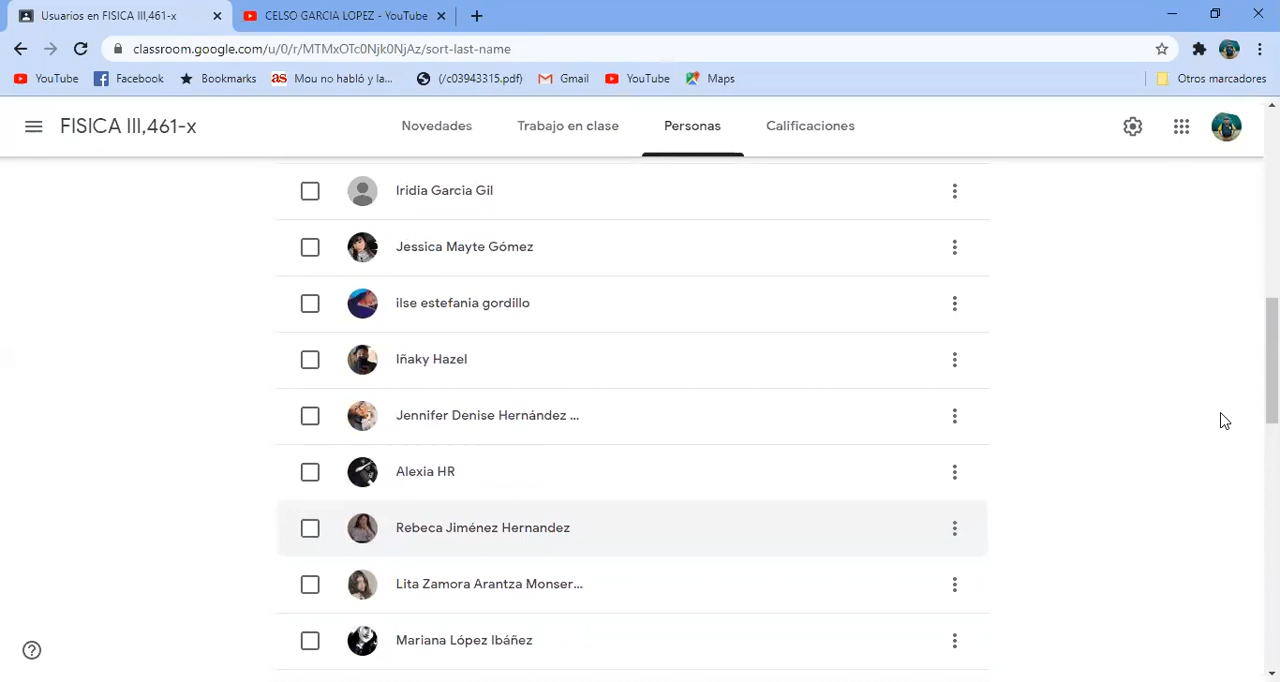 Usuarios en FISICA III,461-x
CELSO GARCIA LOPEZ - YouTube
classroom.google.com/u/0/r/MTMxOTc0Njk0NjAz/sort-last-name
YouTube Facebook Bookmarks Mou no habló y la... (/c03943315.pdf) Gmail YouTube Maps Otros marcadores
FISICA III,461-x Novedades Trabajo en clase Personas Calificaciones
Iridia Garcia Gil
Jessica Mayte Gómez
ilse estefania gordillo
Iñaky Hazel
Jennifer Denise Hernández ...
Alexia HR
Rebeca Jiménez Hernandez
Lita Zamora Arantza Monser...
Mariana López Ibáñez